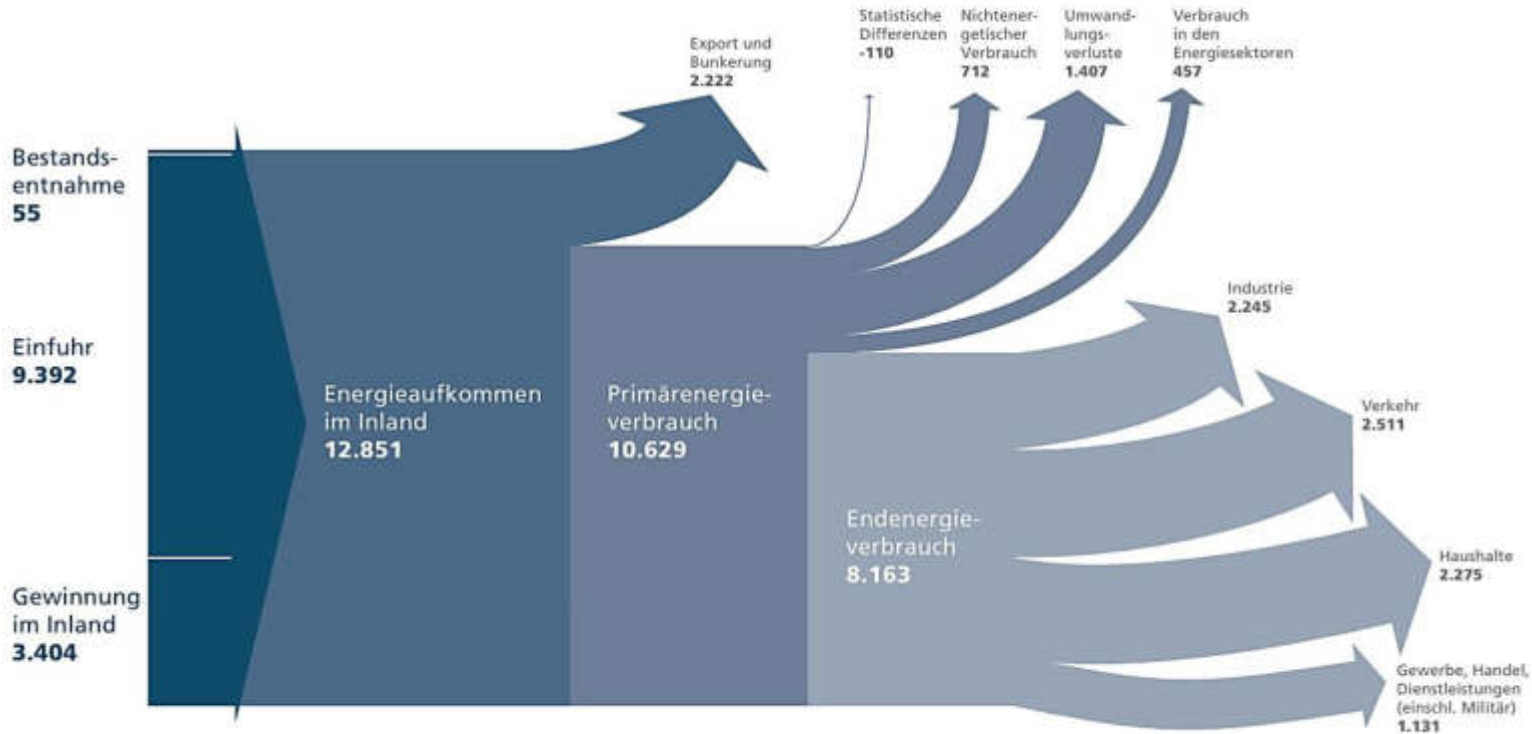 Bestands-
entnahme
55
Einfuhr
9.392
Gewinnung
im Inland
3.404
Energieaufkommen
im Inland
12.851
Export und
Bunkerung
2.222
Primärenergie-
verbrauch
10.629
Statistische
Differenzen
-110
Nichtener-
getischer
Verbrauch
712
Umwand-
lungs-
verluste
1.407
Verbrauch
in den
Energiesektoren
457
Endenergie-
verbrauch
8.163
Industrie
2.245
Verkehr
2.511
Haushalte
2.275
Gewerbe, Handel,
Dienstleistungen
(einschl. Militär)
1.131